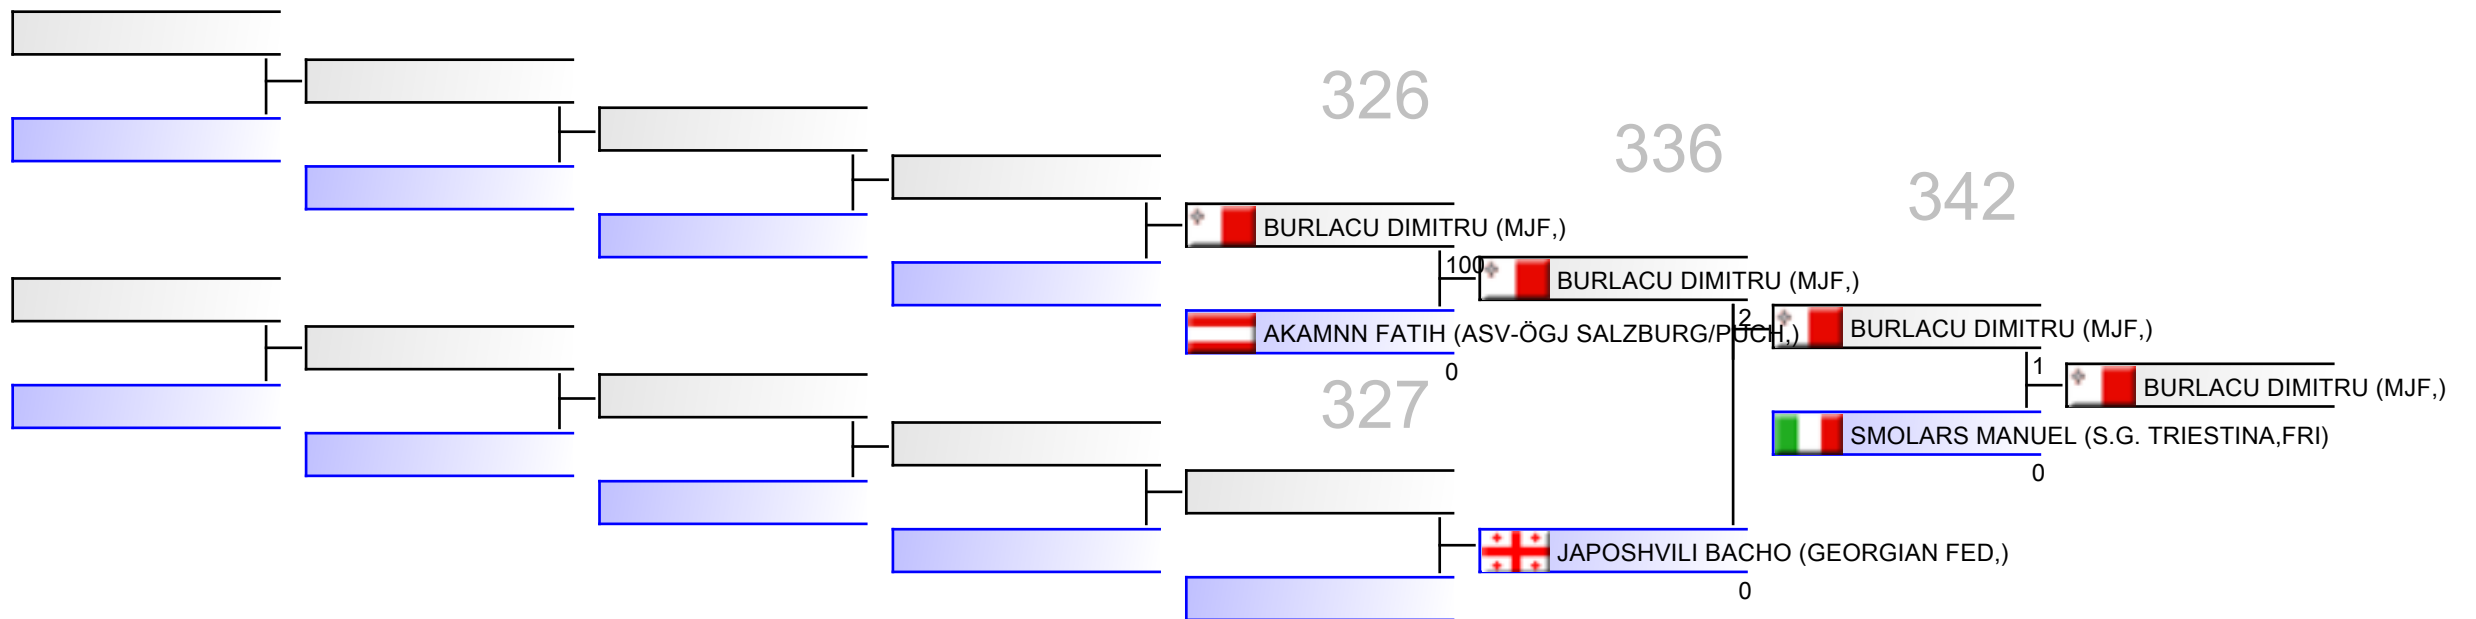 326
336
342
BURLACU DIMITRU (MJF,)
100
BURLACU DIMITRU (MJF,)
AKAMNN FATIH (ASV-ÖGJ SALZBURG/PUCH,)
0
2
BURLACU DIMITRU (MJF,)
1
BURLACU DIMITRU (MJF,)
327
SMOLARS MANUEL (S.G. TRIESTINA,FRI)
0
JAPOSHVILI BACHO (GEORGIAN FED,)
0